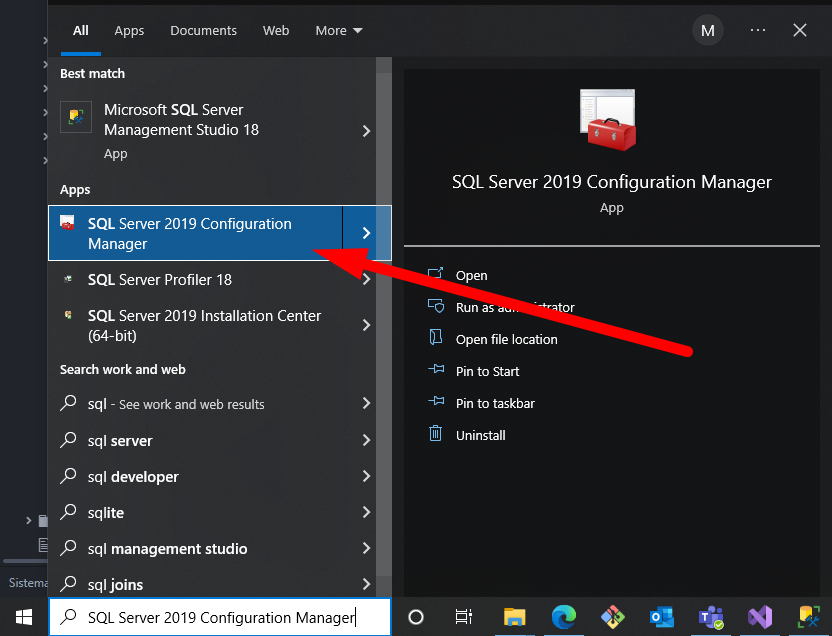 All Apps Documents Web More M ...
Best match
Microsoft SQL Server
Management Studio 18
App
Apps
SQL Server 2019 Configuration
Manager
SQL Server Profiler 18
SQL Server 2019 Installation Center
(64-bit)
Search work and web
sql - See work and web results
sql server
sql developer
sqlite
sql management studio
sql joins
SQL Server 2019 Configuration Manager
App
Open
Run as administrator
Open file location
Pin to Start
Pin to taskbar
Uninstall
Sistema
SQL Server 2019 Configuration Manager